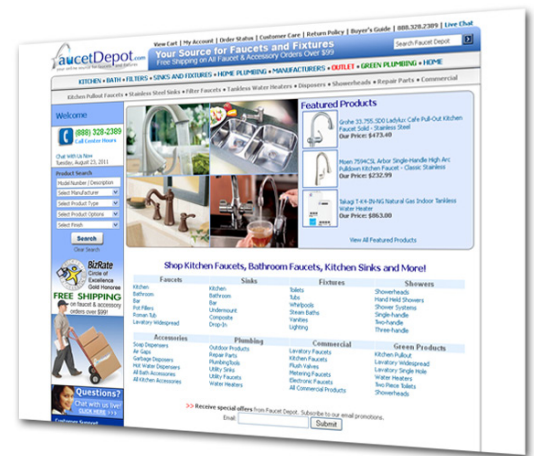 View Cart | My Account | Order Status | Customer Care | Return Policy | Buyer's Guide | 888.328.2389 | Live Chat
FaucetDepot.com
Your Source for Faucets and Fixtures
Free Shipping on All Faucet & Accessory Orders Over $99
Search Faucet Depot
KITCHEN • BATH • FILTERS • SINKS AND FIXTURES • HOME PLUMBING • MANUFACTURERS • OUTLET • GREEN PLUMBING • HOME
Kitchen Pullout Faucets • Stainless Steel Sinks • Filter Faucets • Tankless Water Heaters • Disposers • Showerheads • Repair Parts • Commercial
Welcome
(888) 328-2389
Call Center Hours
Chat With Us Now
Tuesday, August 23, 2011
Product Search
Model Number / Description
Select Manufacturer
Select Product Type
Select Product Options
Select Finish
Search
Clear Search
BizRate
Circle of
Excellence
Gold Honoree
FREE SHIPPING
on faucet & accessory
orders over $99!
Questions?
Chat with us live!
CLICK HERE >>>
Customer Support
Featured Products
Grohe 33.755.SD0 Ladylux Cafe Pull-Out Kitchen
Faucet Solid - Stainless Steel
Our Price: $473.40
Moen 7594CSL Arbor Single-Handle High Arc
Pulldown Kitchen Faucet - Classic Stainless
Our Price: $232.99
Takagi T-K4-IN-NG Natural Gas Indoor Tankless
Water Heater
Our Price: $863.00
View All Featured Products
Shop Kitchen Faucets, Bathroom Faucets, Kitchen Sinks and More!
Faucets
Kitchen
Bathroom
Bar
Pot Fillers
Roman Tub
Lavatory Widespread
Sinks
Kitchen
Bathroom
Bar
Undermount
Composite
Drop-In
Fixtures
Toilets
Tubs
Whirlpools
Steam Baths
Vanities
Lighting
Showers
Showerheads
Hand Held Showers
Shower Systems
Single-handle
Two-handle
Three-handle
Accessories
Soap Dispensers
Air Gaps
Garbage Disposers
Hot Water Dispensers
All Bath Accessories
All Kitchen Accessories
Plumbing
Outdoor Products
Repair Parts
Plumbing Tools
Utility Sinks
Utility Faucets
Water Heaters
Commercial
Lavatory Faucets
Kitchen Faucets
Flush Valves
Metering Faucets
Electronic Faucets
All Commercial Products
Green Products
Kitchen Pullout
Lavatory Widespread
Lavatory Single Hole
Water Heaters
Two Piece Toilets
Showerheads
>> Receive special offers from Faucet Depot. Subscribe to our email promotions.
Email
Submit